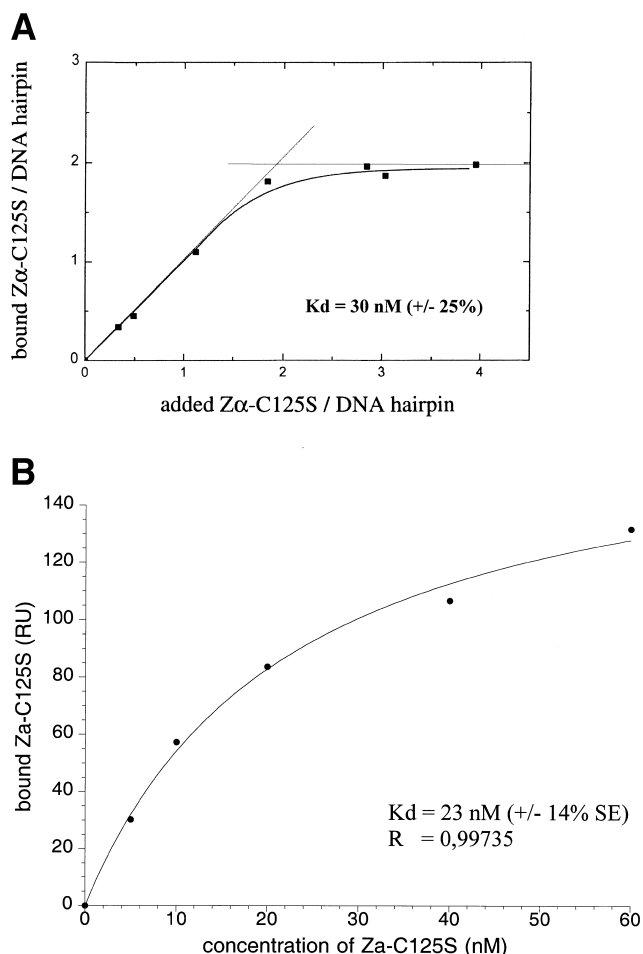 A
3
2
1
0
bound Zα-C125S / DNA hairpin
Kd = 30 nM (+/- 25%)
0 1 2 3 4
added Zα-C125S / DNA hairpin
B
140
120
100
80
60
40
20
0
bound Za-C125S (RU)
Kd = 23 nM (+/- 14% SE)
R = 0,99735
0 10 20 30 40 50 60
concentration of Za-C125S (nM)